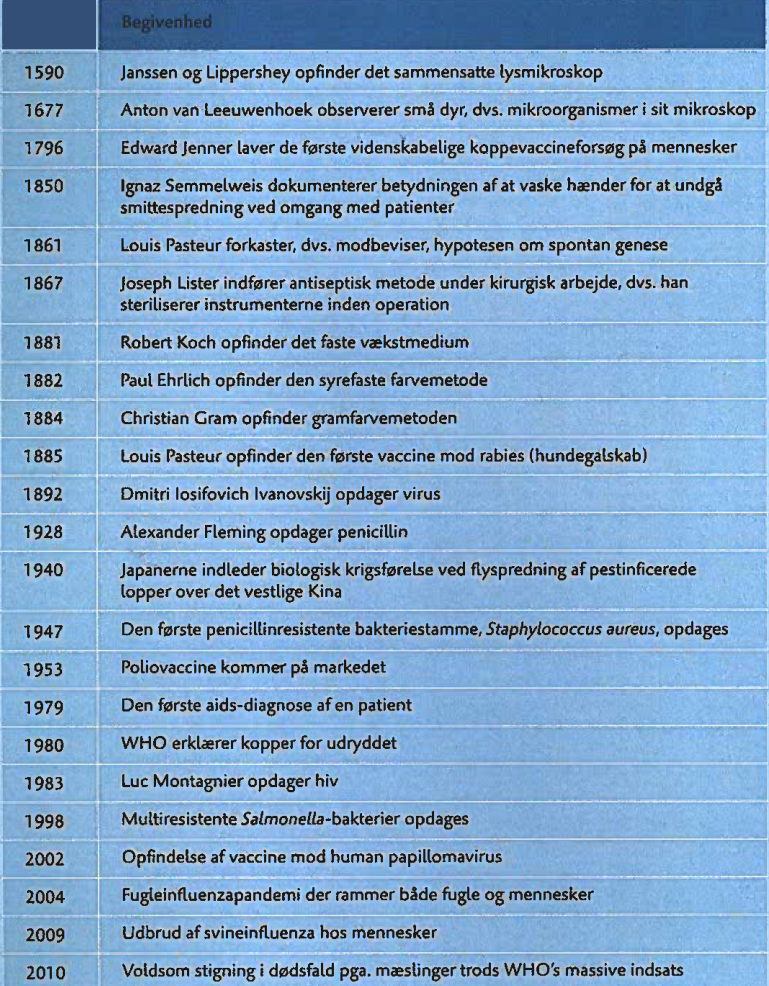 Begivenhed
1590 Janssen og Lippershey opfinder det sammensatte lysmikroskop
1677 Anton van Leeuwenhoek observerer små dyr, dvs. mikroorganismer i sit mikroskop
1796 Edward Jenner laver de første videnskabelige koppevaccineforsøg på mennesker
1850 Ignaz Semmelweis dokumenterer betydningen af at vaske hænder for at undgå
smittespredning ved omgang med patienter
1861 Louis Pasteur forkaster, dvs. modbeviser, hypotesen om spontan genese
1867 Joseph Lister indfører antiseptisk metode under kirurgisk arbejde, dvs. han
steriliserer instrumenterne inden operation
1881 Robert Koch opfinder det faste vækstmedium
1882 Paul Ehrlich opfinder den syrefaste farvemetode
1884 Christian Gram opfinder gramfarvemetoden
1885 Louis Pasteur opfinder den første vaccine mod rabies (hundegalskab)
1892 Dmitri Iosifovich Ivanovskij opdager virus
1928 Alexander Fleming opdager penicillin
1940 Japanerne indleder biologisk krigsførelse ved flyspredning af pestinficerede
lopper over det vestlige Kina
1947 Den første penicillinresistente bakteriestamme, Staphylococcus aureus, opdages
1953 Poliovaccine kommer på markedet
1979 Den første aids-diagnose af en patient
1980 WHO erklærer kopper for udryddet
1983 Luc Montagnier opdager hiv
1998 Multiresistente Salmonella-bakterier opdages
2002 Opfindelse af vaccine mod human papillomavirus
2004 Fugleinfluenzapandemi der rammer både fugle og mennesker
2009 Udbrud af svineinfluenza hos mennesker
2010 Voldsom stigning i dødsfald pga. mæslinger trods WHO's massive indsats